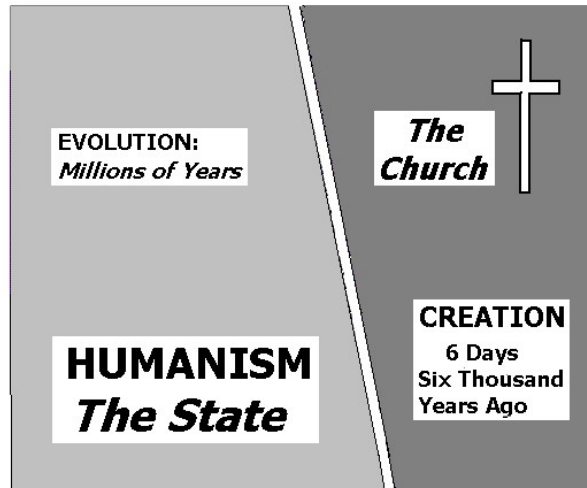 EVOLUTION:
Millions of Years
HUMANISM
The State
The
Church
CREATION
6 Days
Six Thousand
Years Ago